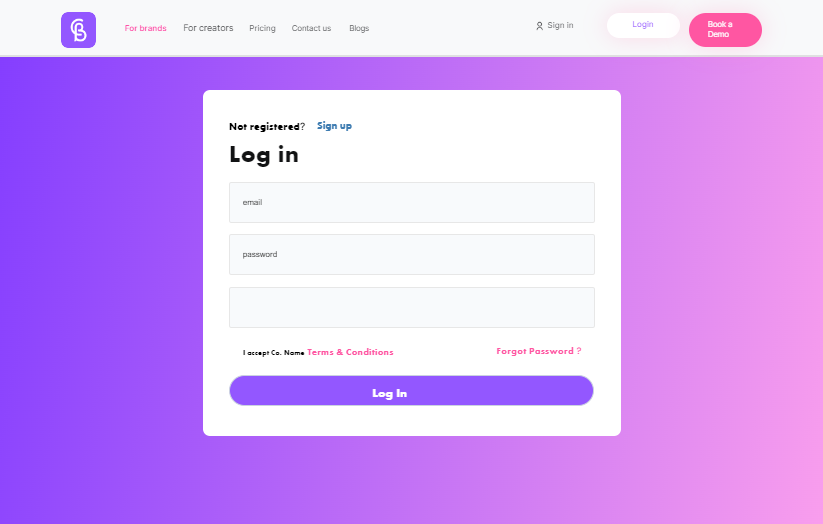 For brands For creators Pricing Contact us Blogs Sign in Login Book a
Demo
Not registered? Sign up
Log in
email
password
I accept Co. Name Terms & Conditions Forgot Password ?
Log In